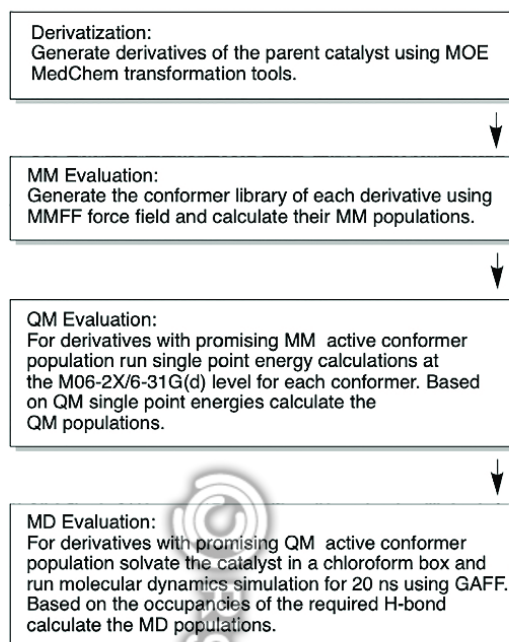 Derivatization:
Generate derivatives of the parent catalyst using MOE
MedChem transformation tools.
MM Evaluation:
Generate the conformer library of each derivative using
MMFF force field and calculate their MM populations.
QM Evaluation:
For derivatives with promising MM active conformer
population run single point energy calculations at
the M06-2X/6-31G(d) level for each conformer. Based
on QM single point energies calculate the
QM populations.
MD Evaluation:
For derivatives with promising QM active conformer
population solvate the catalyst in a chloroform box and
run molecular dynamics simulation for 20 ns using GAFF.
Based on the occupancies of the required H-bond
calculate the MD populations.